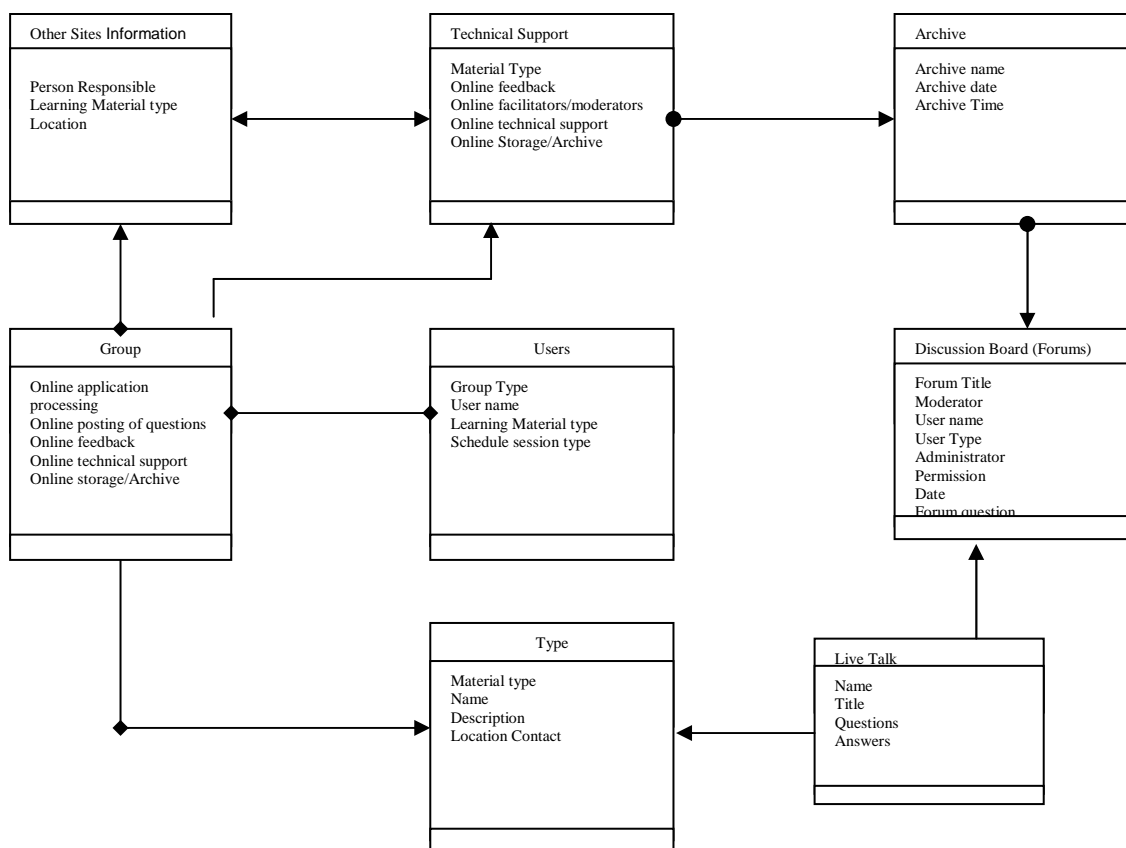 Other Sites Information
Person Responsible
Learning Material type
Location
Technical Support
Material Type
Online feedback
Online facilitators/moderators
Online technical support
Online Storage/Archive
Archive
Archive name
Archive date
Archive Time
Group
Online application
processing
Online posting of questions
Online feedback
Online technical support
Online storage/Archive
Users
Group Type
User name
Learning Material type
Schedule session type
Discussion Board (Forums)
Forum Title
Moderator
User name
User Type
Administrator
Permission
Date
Forum question
Type
Material type
Name
Description
Location Contact
Live Talk
Name
Title
Questions
Answers